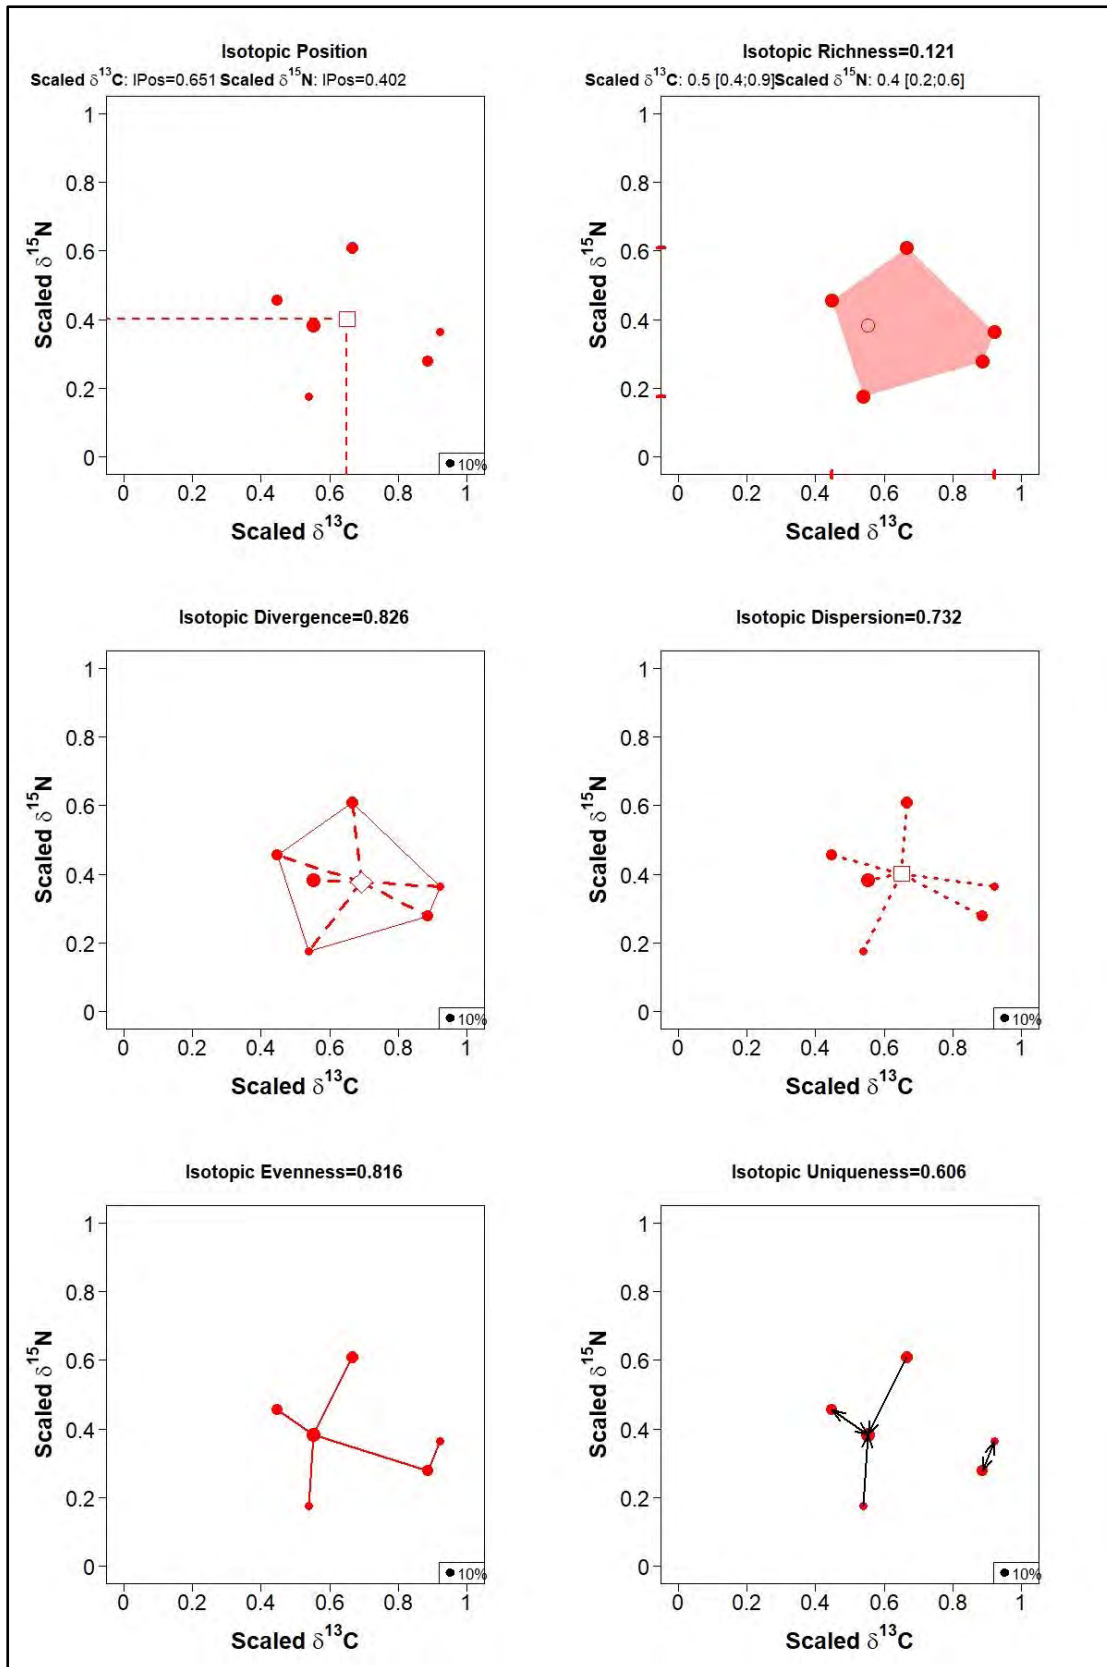 Isotopic Position
Scaled δ¹³C: IPos=0.651 Scaled δ¹⁵N: IPos=0.402
Scaled δ¹⁵N
1
0.8
0.6
0.4
0.2
0
10%
0 0.2 0.4 0.6 0.8 1
Scaled δ¹³C
Isotopic Richness=0.121
Scaled δ¹³C: 0.5 [0.4;0.9]Scaled δ¹⁵N: 0.4 [0.2;0.6]
Scaled δ¹⁵N
1
0.8
0.6
0.4
0.2
0
0 0.2 0.4 0.6 0.8 1
Scaled δ¹³C
Isotopic Divergence=0.826
Scaled δ¹⁵N
1
0.8
0.6
0.4
0.2
0
10%
0 0.2 0.4 0.6 0.8 1
Scaled δ¹³C
Isotopic Dispersion=0.732
Scaled δ¹⁵N
1
0.8
0.6
0.4
0.2
0
10%
0 0.2 0.4 0.6 0.8 1
Scaled δ¹³C
Isotopic Evenness=0.816
Scaled δ¹⁵N
1
0.8
0.6
0.4
0.2
0
10%
0 0.2 0.4 0.6 0.8 1
Scaled δ¹³C
Isotopic Uniqueness=0.606
Scaled δ¹⁵N
1
0.8
0.6
0.4
0.2
0
10%
0 0.2 0.4 0.6 0.8 1
Scaled δ¹³C